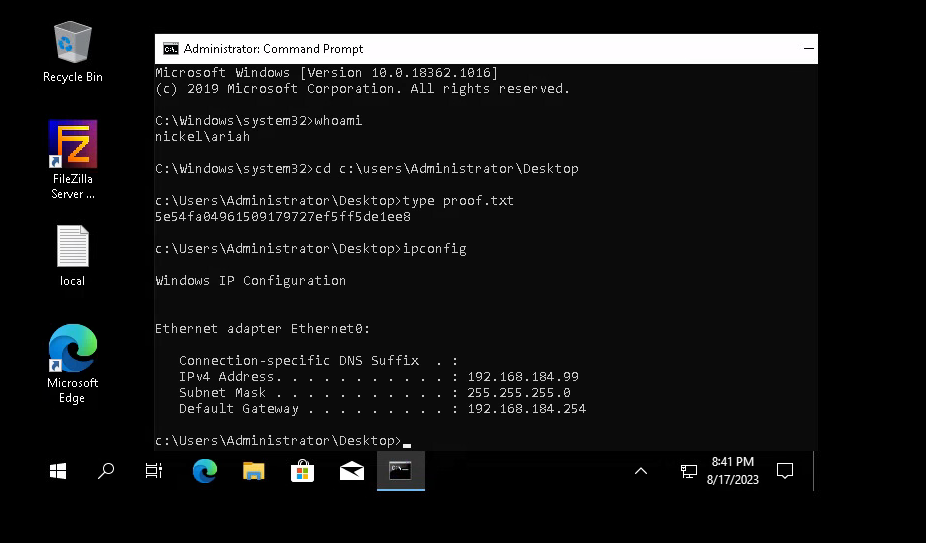 Recycle Bin
FileZilla
Server ...
local
Microsoft
Edge
Administrator: Command Prompt
Microsoft Windows [Version 10.0.18362.1016]
(c) 2019 Microsoft Corporation. All rights reserved.
C:\Windows\system32>whoami
nickel\ariah
C:\Windows\system32>cd c:\users\Administrator\Desktop
c:\Users\Administrator\Desktop>type proof.txt
5e54fa04961509179727ef5ff5de1ee8
c:\Users\Administrator\Desktop>ipconfig
Windows IP Configuration
Ethernet adapter Ethernet0:
Connection-specific DNS Suffix  . :
IPv4 Address. . . . . . . . . . . : 192.168.184.99
Subnet Mask . . . . . . . . . . . : 255.255.255.0
Default Gateway . . . . . . . . . : 192.168.184.254
c:\Users\Administrator\Desktop>
8:41 PM
8/17/2023